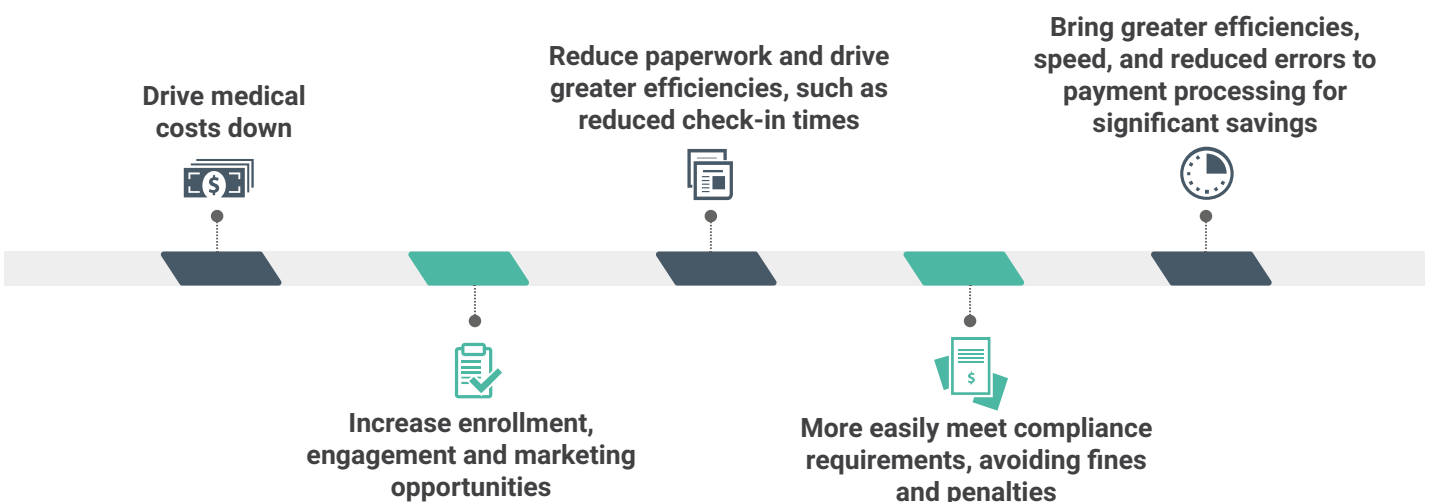 Drive medical
costs down
$
Increase enrollment,
engagement and marketing
opportunities
Reduce paperwork and drive
greater efficiencies, such as
reduced check-in times
$
More easily meet compliance
requirements, avoiding fines
and penalties
Bring greater efficiencies,
speed, and reduced errors to
payment processing for
significant savings